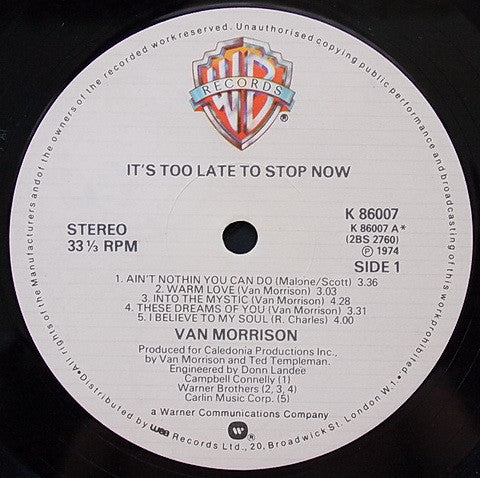 WB
RECORDS
®
IT'S TOO LATE TO STOP NOW
STEREO
33⅓ RPM
K 86007
K 86007 A*
(2BS 2760)
Ⓟ 1974
SIDE 1
1. AIN'T NOTHIN YOU CAN DO (Malone/Scott) 3.36
2. WARM LOVE (Van Morrison) 3.03
3. INTO THE MYSTIC (Van Morrison) 4.28
4. THESE DREAMS OF YOU (Van Morrison) 3.31
5. I BELIEVE TO MY SOUL (R. Charles) 4.00
VAN MORRISON
Produced for Caledonia Productions Inc.,
by Van Morrison and Ted Templeman.
Engineered by Donn Landee
Campbell Connelly (1)
Warner Brothers (2, 3, 4)
Carlin Music Corp. (5)
a Warner Communications Company
W®
•All rights of the Manufacturers and of the owners of the recorded work reserved. Unauthorised copying public performance and broadcasting of this work prohibited.
•Distributed by wea Records Ltd., 20, Broadwick St. London W.1.